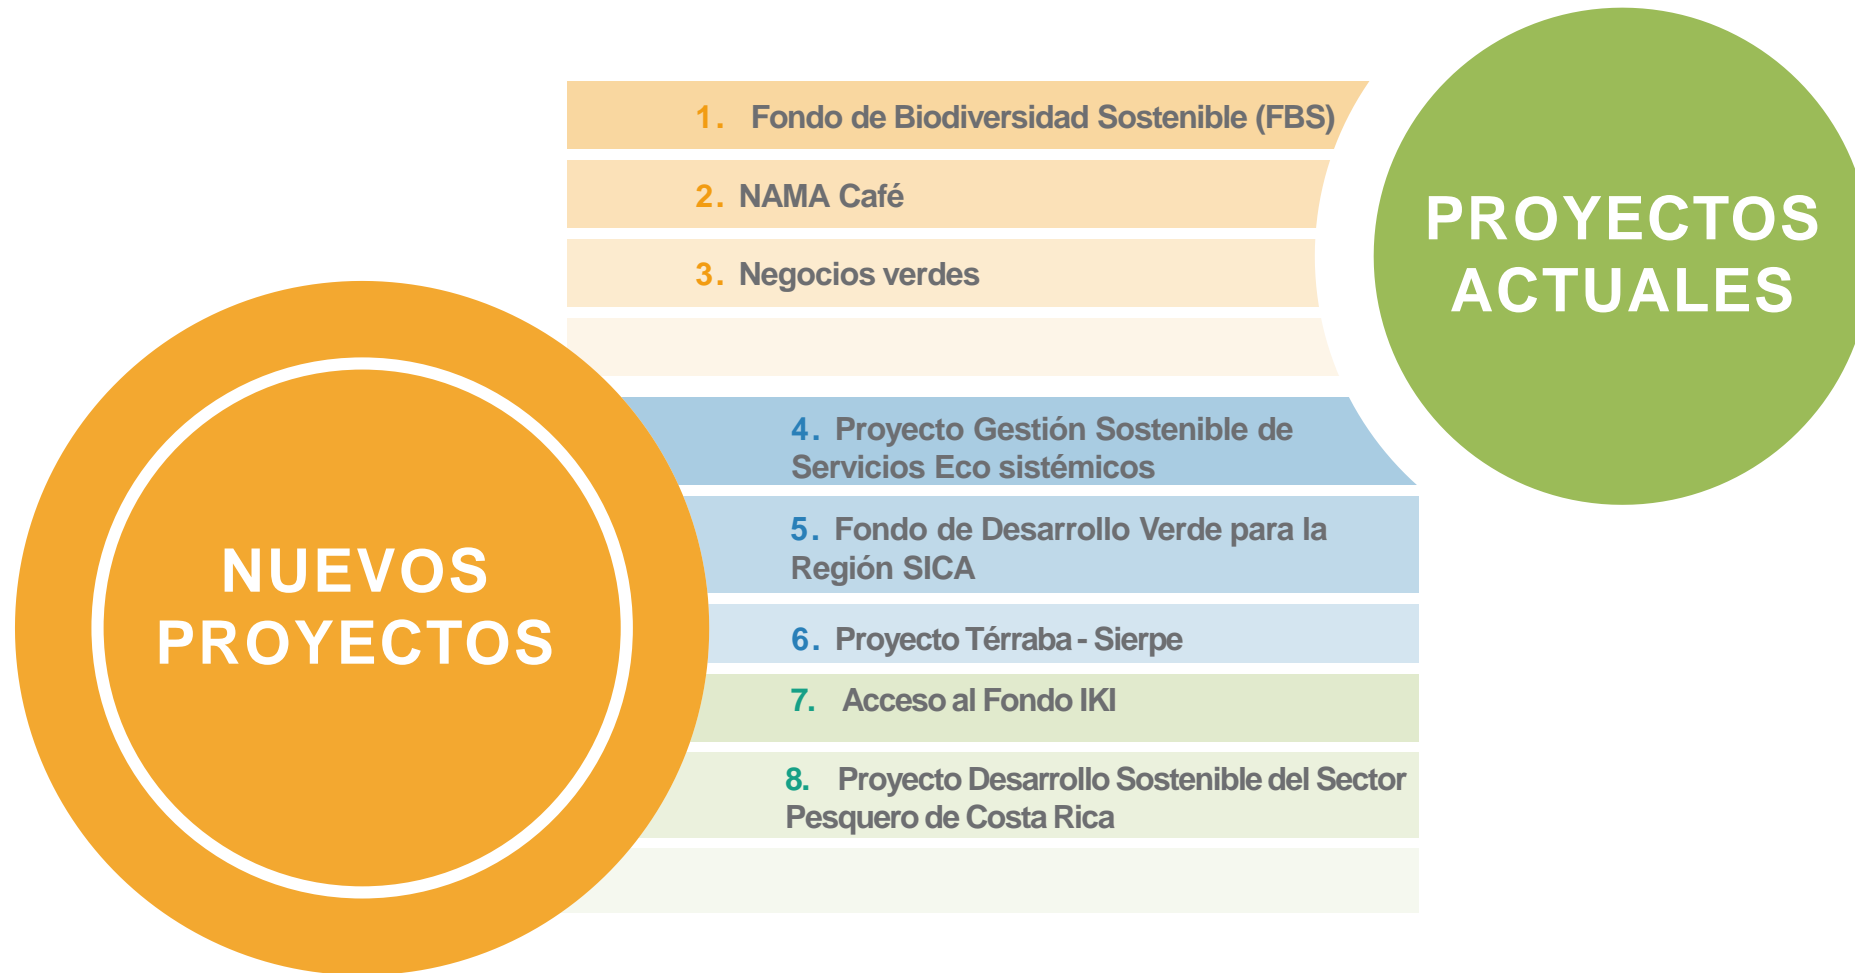 1. Fondo de Biodiversidad Sostenible (FBS)
2. NAMA Café
3. Negocios verdes
PROYECTOS
ACTUALES
4. Proyecto Gestión Sostenible de
Servicios Eco sistémicos
5. Fondo de Desarrollo Verde para la
Región SICA
6. Proyecto Térraba - Sierpe
7. Acceso al Fondo IKI
8. Proyecto Desarrollo Sostenible del Sector
Pesquero de Costa Rica
NUEVOS
PROYECTOS